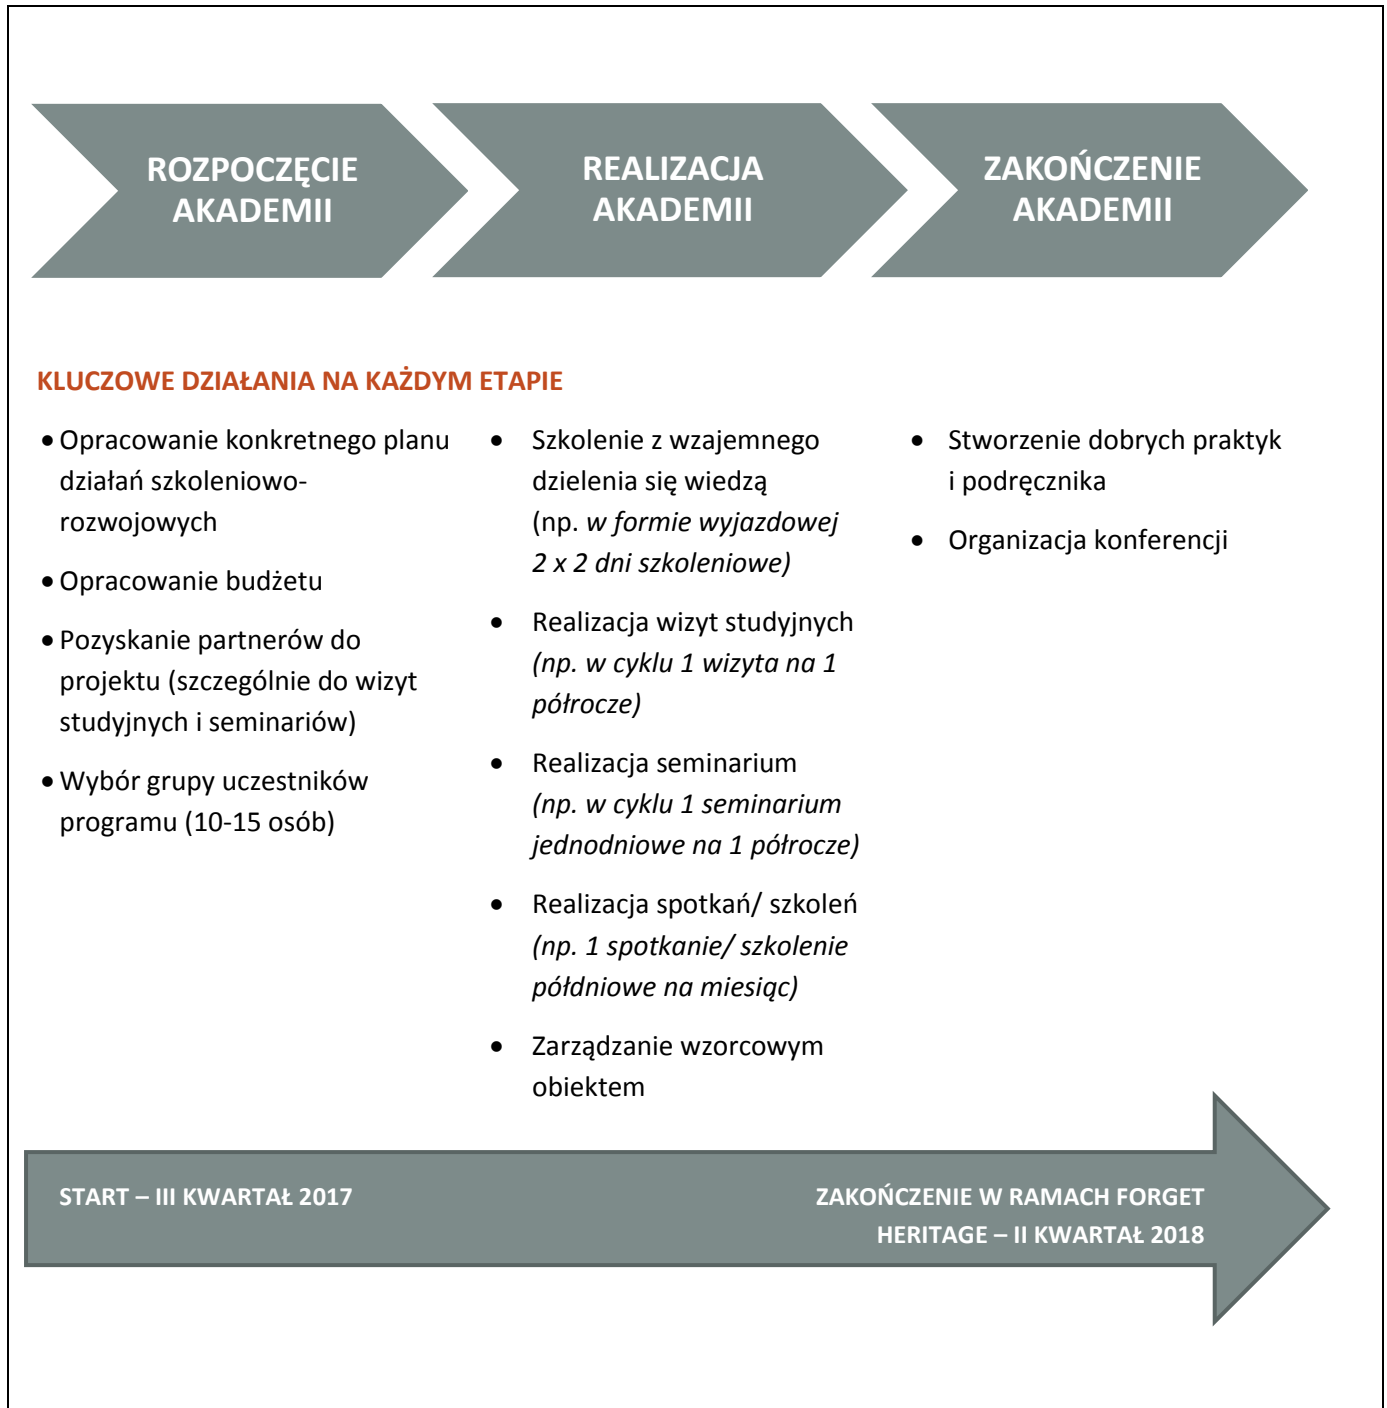 ROZPOCZĘCIE
AKADEMII
REALIZACJA
AKADEMII
ZAKOŃCZENIE
AKADEMII
KLUCZOWE DZIAŁANIA NA KAŻDYM ETAPIE
• Opracowanie konkretnego planu
działań szkoleniowo-
rozwojowych
• Opracowanie budżetu
• Pozyskanie partnerów do
projektu (szczególnie do wizyt
studyjnych i seminariów)
• Wybór grupy uczestników
programu (10-15 osób)
• Szkolenie z wzajemnego
dzielenia się wiedzą
(np. w formie wyjazdowej
2 x 2 dni szkoleniowe)
• Realizacja wizyt studyjnych
(np. w cyklu 1 wizyta na 1
półrocze)
• Realizacja seminarium
(np. w cyklu 1 seminarium
jednodniowe na 1 półrocze)
• Realizacja spotkań/ szkoleń
(np. 1 spotkanie/ szkolenie
półdniowe na miesiąc)
• Zarządzanie wzorcowym
obiektem
• Stworzenie dobrych praktyk
i podręcznika
• Organizacja konferencji
START – III KWARTAŁ 2017
ZAKOŃCZENIE W RAMACH FORGET
HERITAGE – II KWARTAŁ 2018